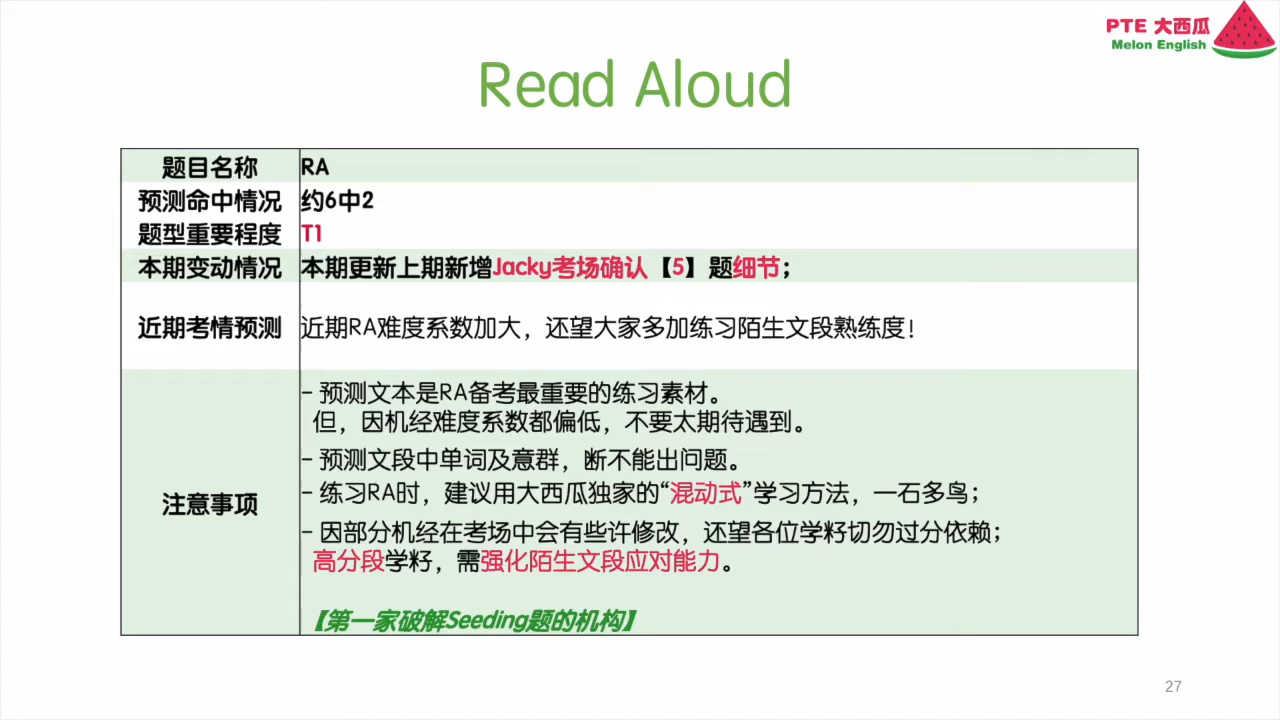 PTE 大西瓜
Melon English
Read Aloud
题目名称 RA
预测命中情况 约6中2
题型重要程度 T1
本期变动情况 本期更新上期新增Jacky考场确认【5】题细节；
近期考情预测 近期RA难度系数加大，还望大家多加练习陌生文段熟练度！
注意事项
- 预测文本是RA备考最重要的练习素材。
但，因机经难度系数都偏低，不要太期待遇到。
- 预测文段中单词及意群，断不能出问题。
- 练习RA时，建议用大西瓜独家的“混动式”学习方法，一石多鸟；
- 因部分机经在考场中会有些许修改，还望各位学籽切勿过分依赖；
高分段学籽，需强化陌生文段应对能力。
【第一家破解Seeding题的机构】
27